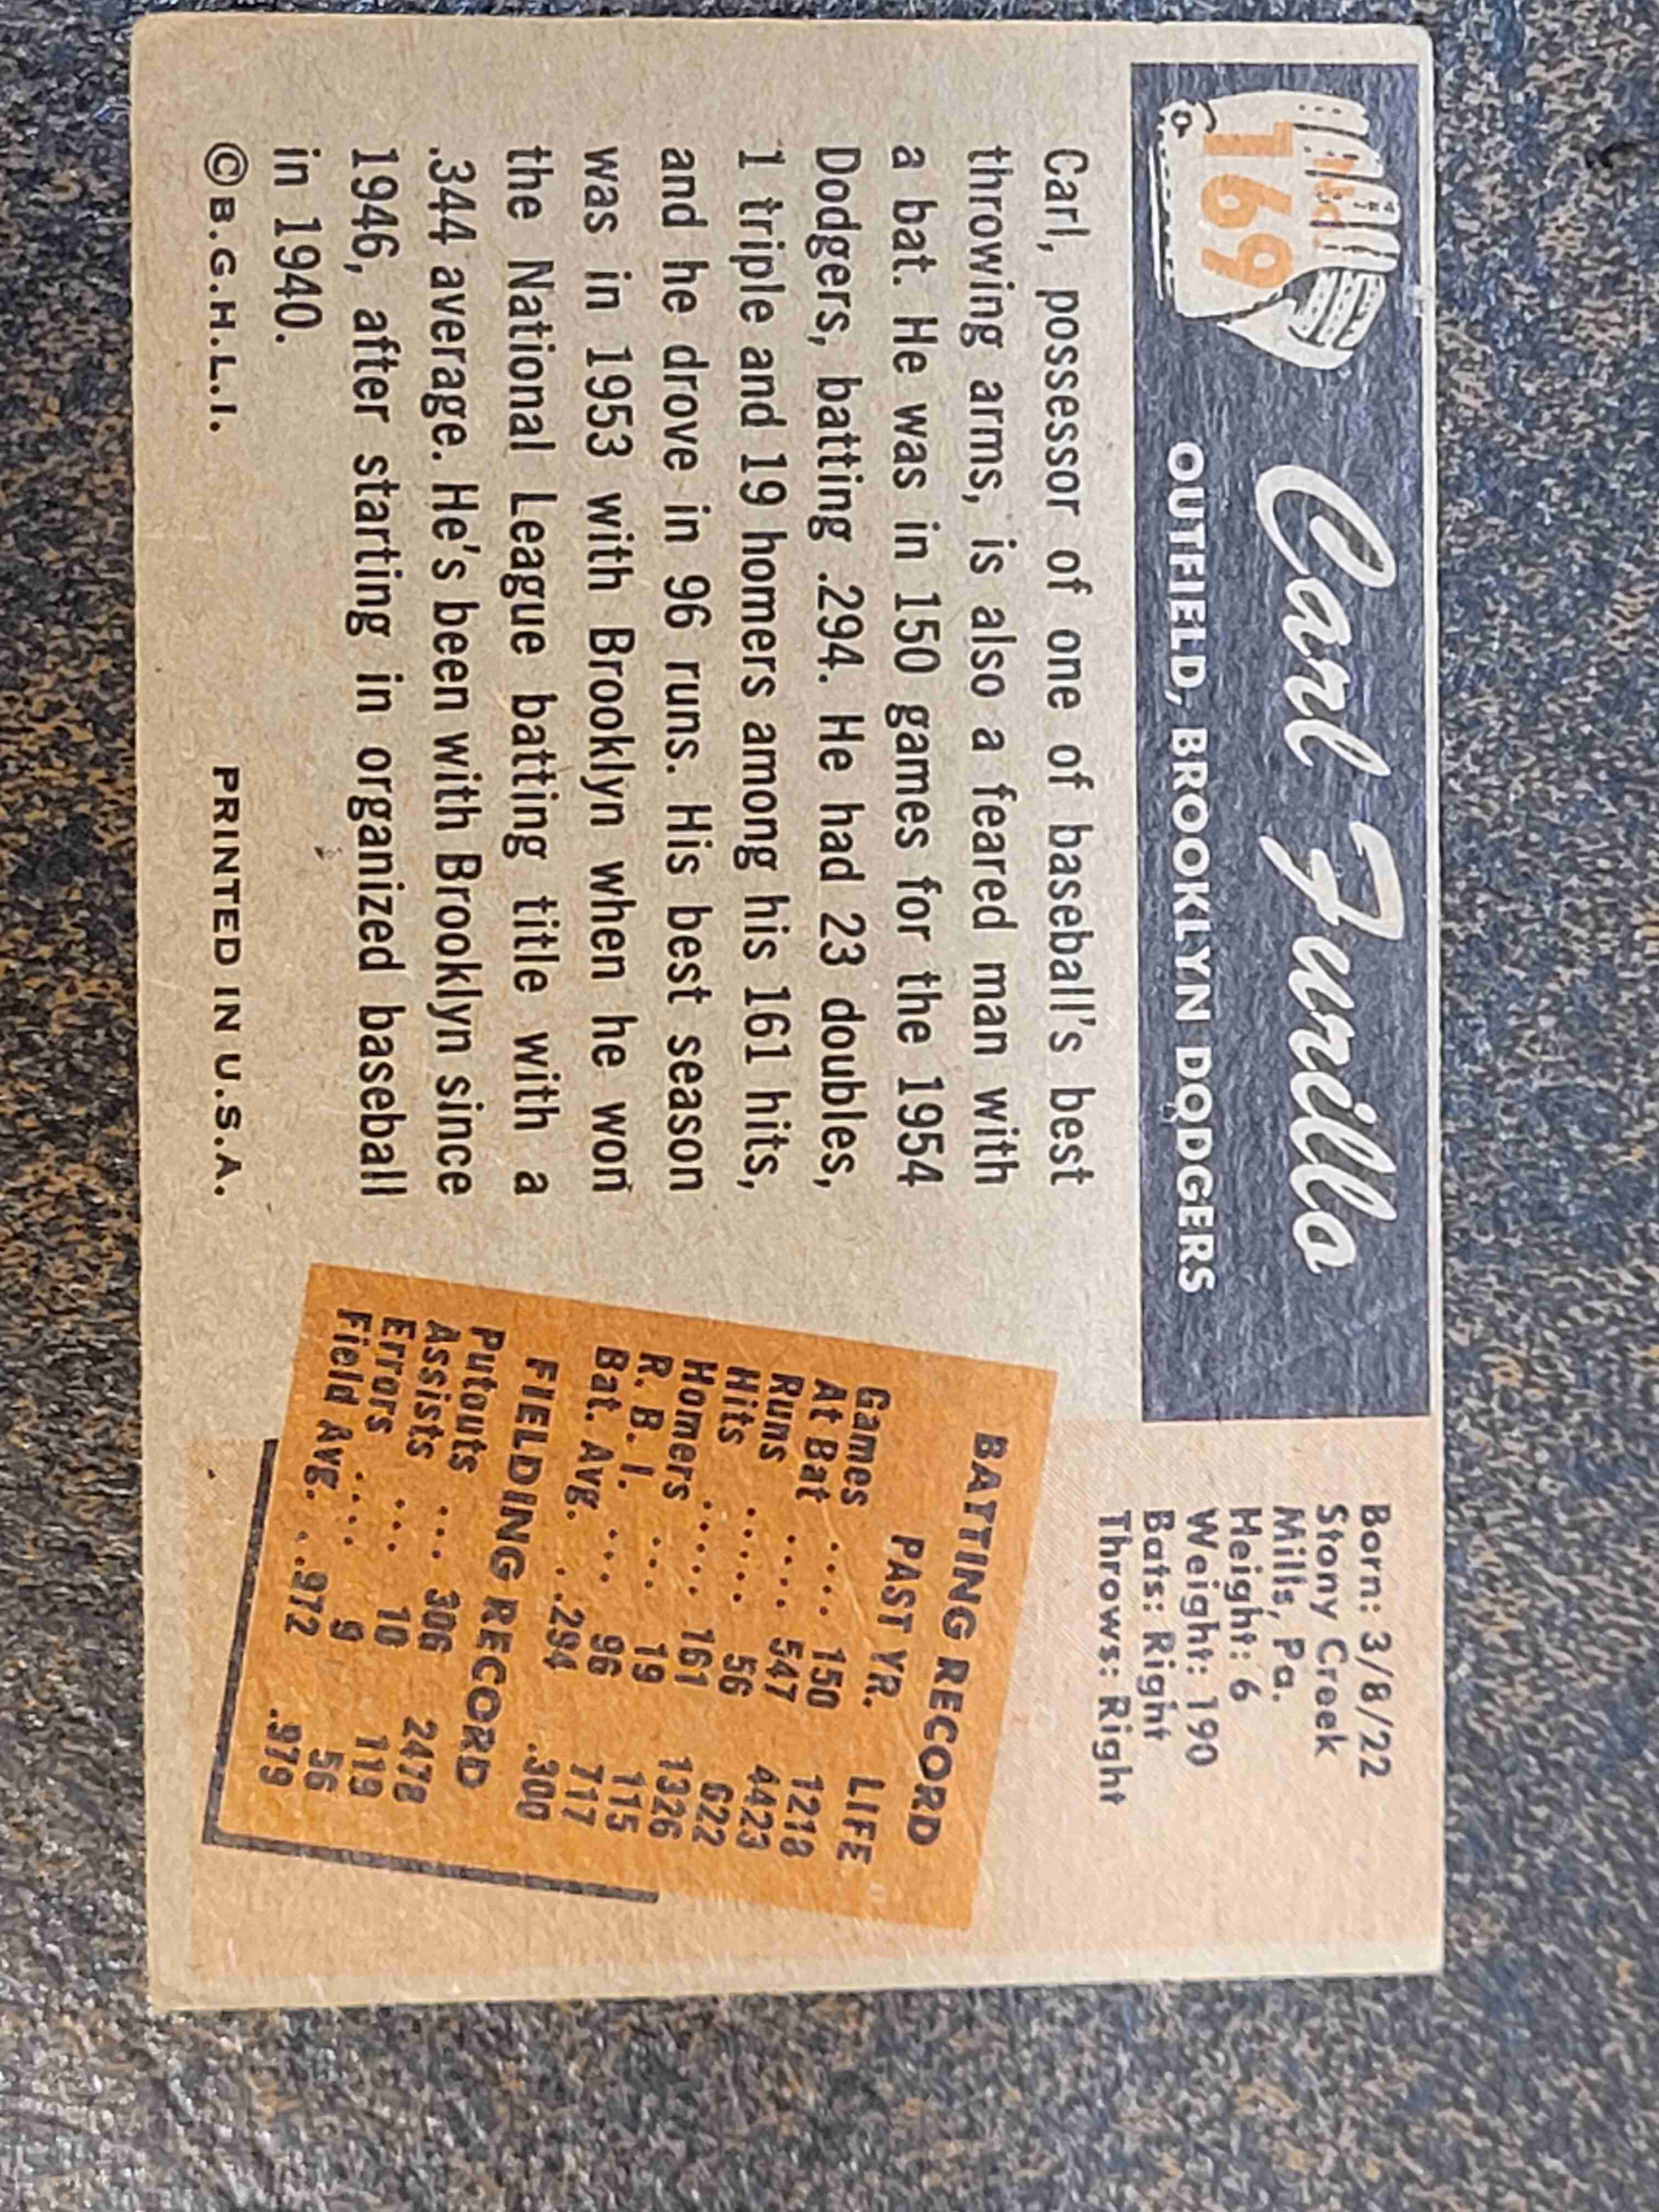 169
Carl Furillo
OUTFIELD, BROOKLYN DODGERS
Born: 3/8/22
Stony Creek
Mills, Pa.
Height: 6
Weight: 190
Bats: Right
Throws: Right
Carl, possessor of one of baseball's best
throwing arms, is also a feared man with
a bat. He was in 150 games for the 1954
Dodgers, batting .294. He had 23 doubles,
1 triple and 19 homers among his 161 hits,
and he drove in 96 runs. His best season
was in 1953 with Brooklyn when he won
the National League batting title with a
.344 average. He's been with Brooklyn since
1946, after starting in organized baseball
in 1940.
©B.G.H.L.I. PRINTED IN U.S.A.
BATTING RECORD
PAST YR. LIFE
Games .... 150 1218
At Bat .... 547 4423
Runs ..... 56 622
Hits ..... 161 1326
Homers ... 19 115
R. B. I. ... 96 717
Bat. Avg. . .294 .300
FIELDING RECORD
Putouts ... 306 2478
Assists ... 10 119
Errors .... 9 56
Field Avg. . .972 .979